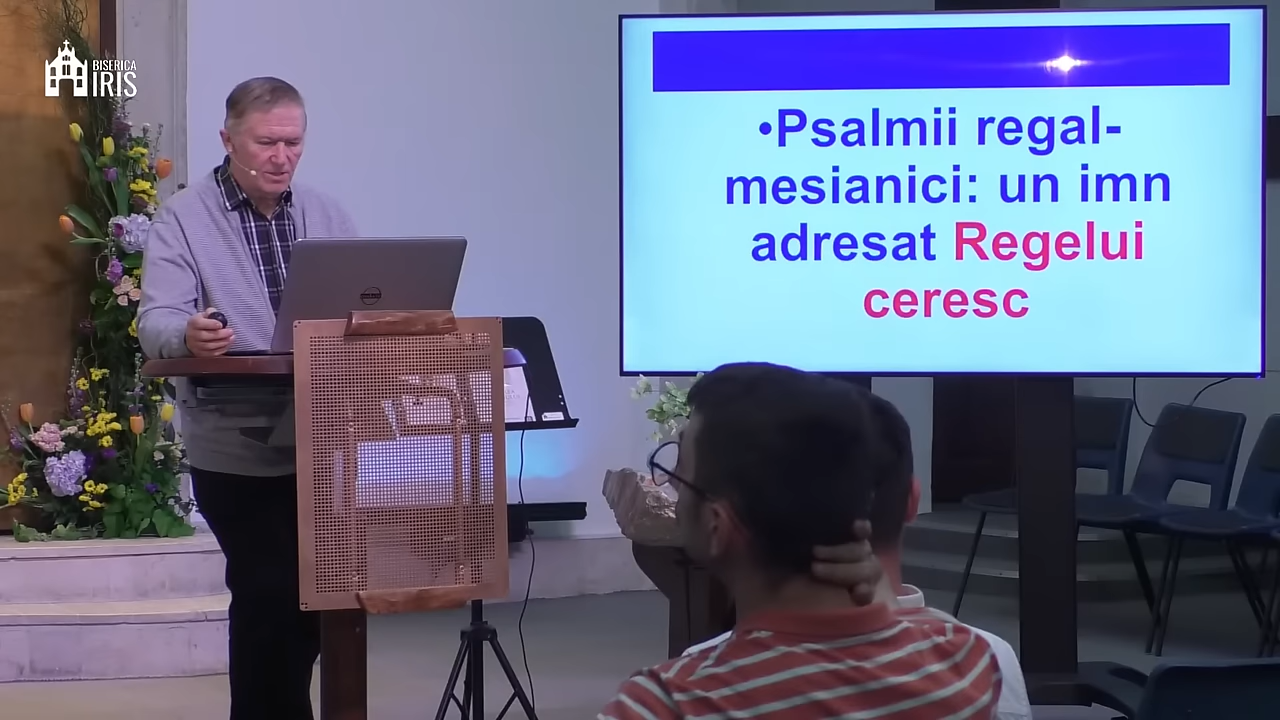 BISERICA
IRIS
•Psalmii regal-
mesianici: un imn
adresat Regelui
ceresc